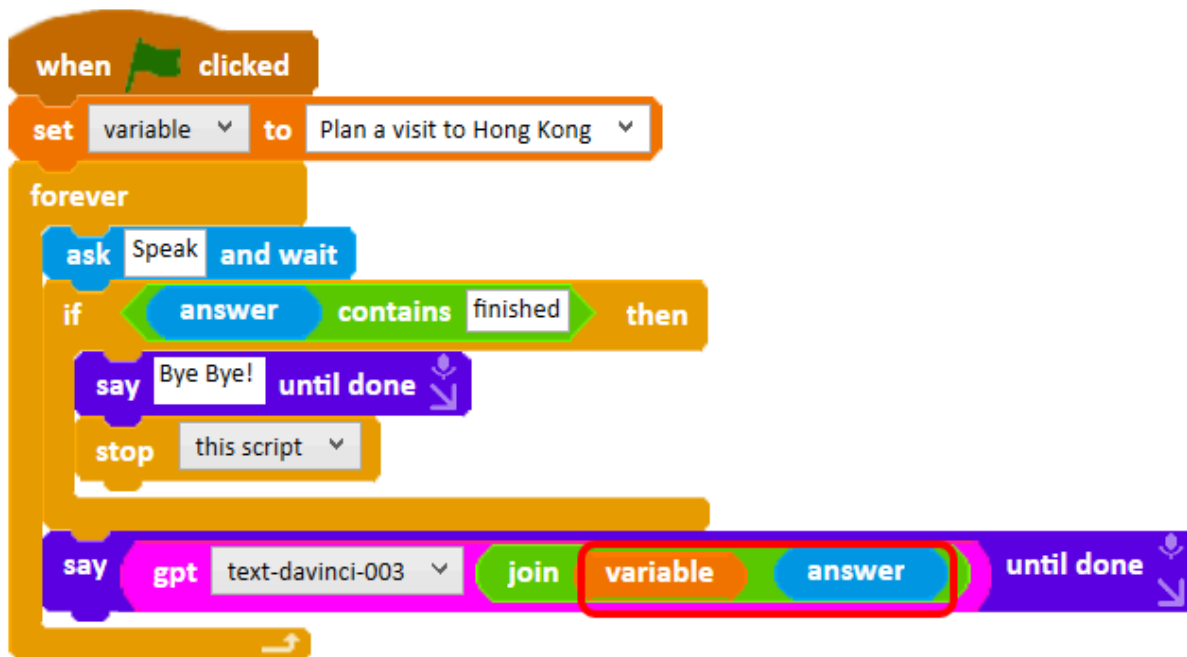 when clicked
set variable to Plan a visit to Hong Kong
forever
ask Speak and wait
if answer contains finished then
say Bye Bye! until done
stop this script
say gpt text-davinci-003 join variable answer until done